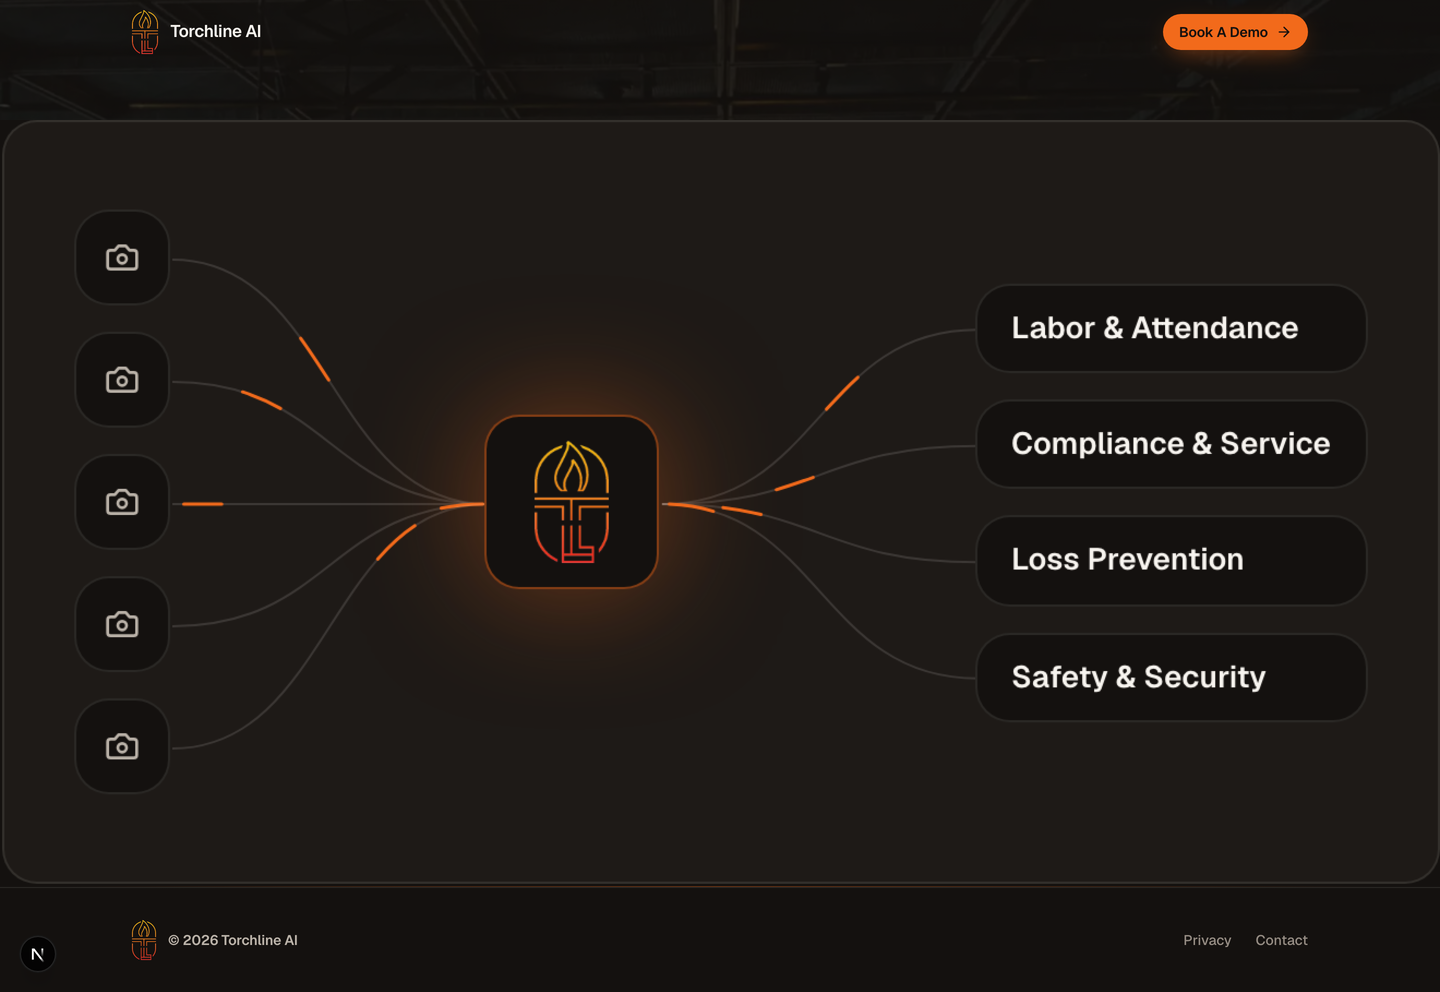 Torchline AI
Book A Demo
Labor & Attendance
Compliance & Service
Loss Prevention
Safety & Security
© 2026 Torchline AI
Privacy
Contact
N